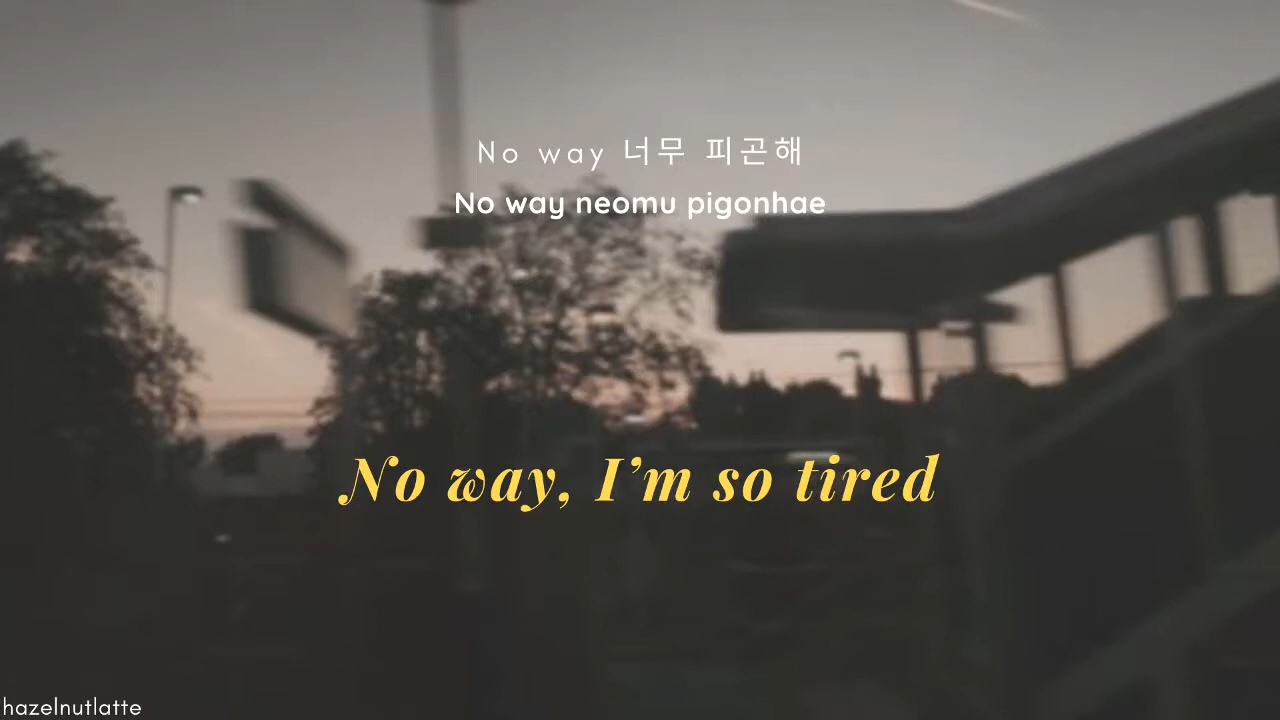 No way 너무 피곤해
No way neomu pigonhae
No way, I'm so tired
hazelnutlatte